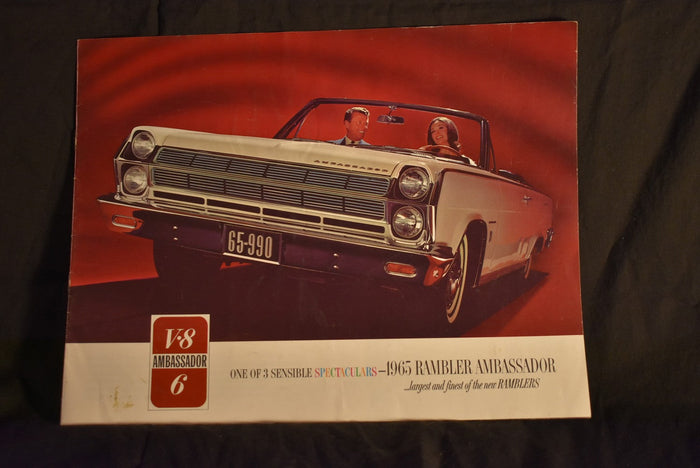 AMBASSADOR
65-990
V-8
AMBASSADOR
6
ONE OF 3 SENSIBLE SPECTACULARS—1965 RAMBLER AMBASSADOR
...largest and finest of the new RAMBLERS